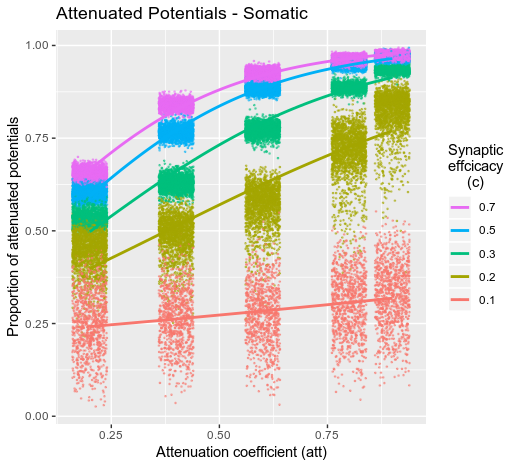 Attenuated Potentials - Somatic
1.00
0.75
0.50
0.25
0.00
Proportion of attenuated potentials
0.25
0.50
0.75
Attenuation coefficient (att)
Synaptic
effcicacy
(c)
0.7
0.5
0.3
0.2
0.1